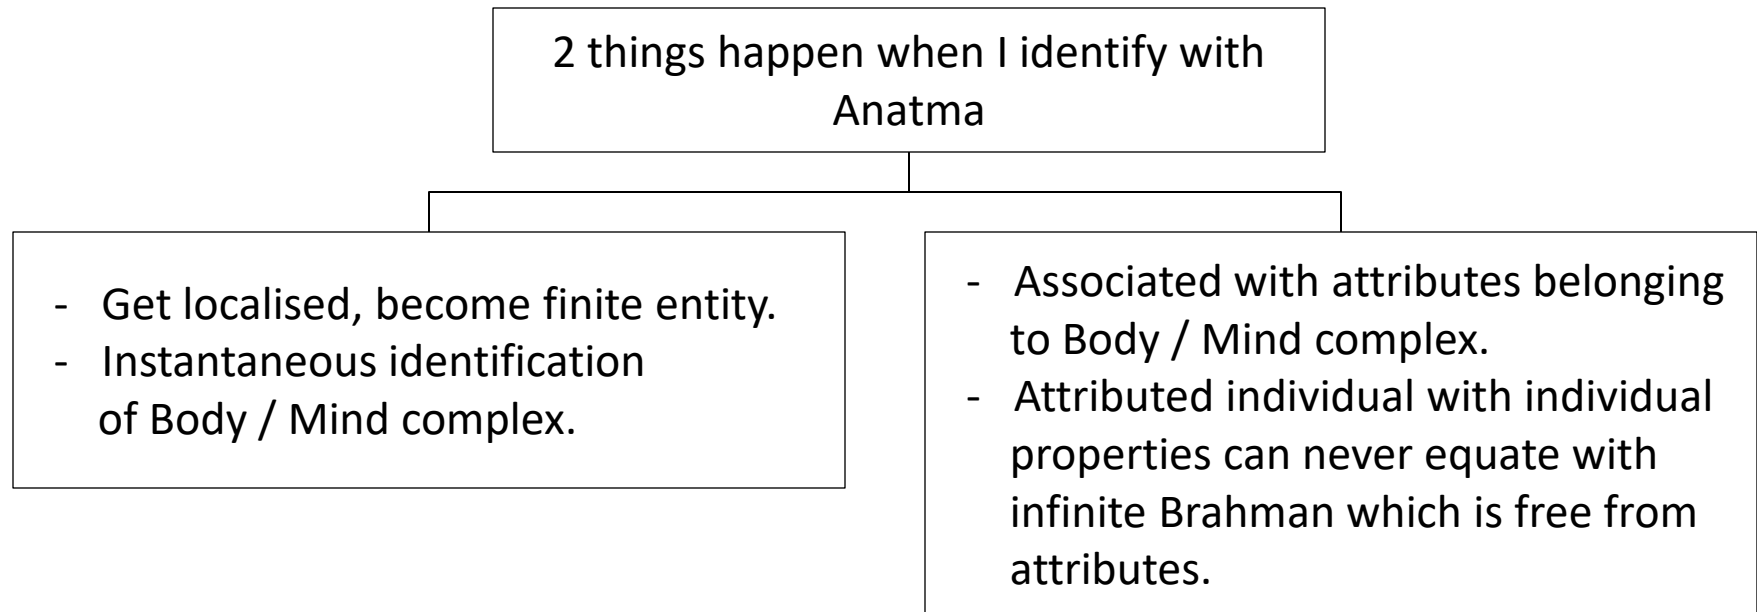 2 things happen when I identify with
Anatma
- Get localised, become finite entity.
- Instantaneous identification
of Body / Mind complex.
- Associated with attributes belonging
to Body / Mind complex.
- Attributed individual with individual
properties can never equate with
infinite Brahman which is free from
attributes.